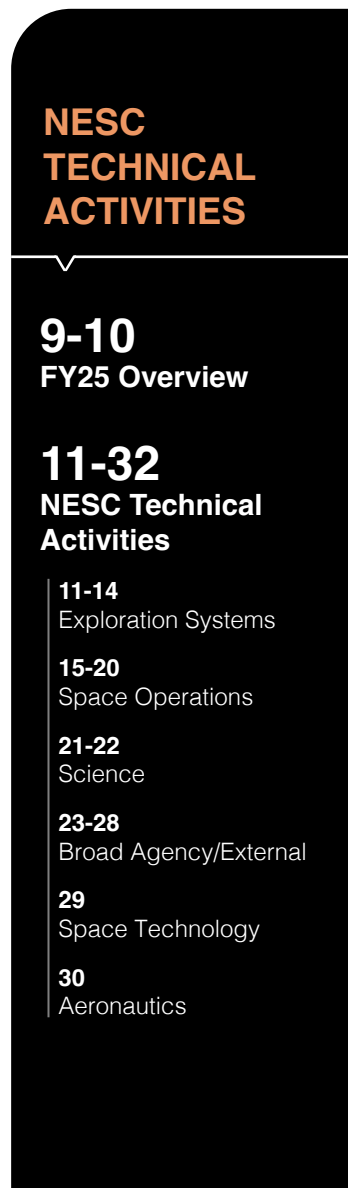 NESC
TECHNICAL
ACTIVITIES
9-10
FY25 Overview
11-32
NESC Technical
Activities
11-14
Exploration Systems
15-20
Space Operations
21-22
Science
23-28
Broad Agency/External
29
Space Technology
30
Aeronautics